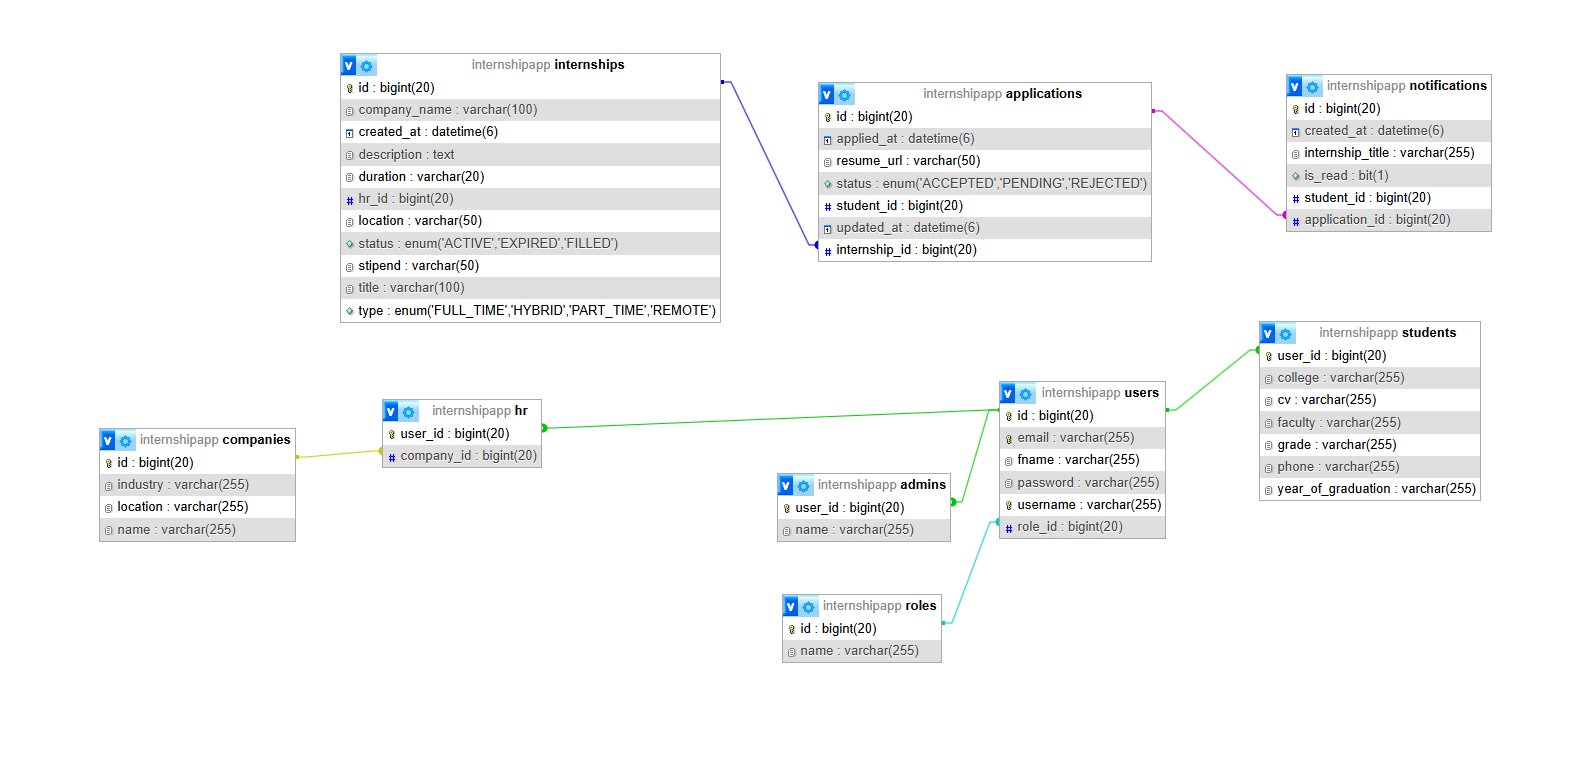 internshipapp internships
id : bigint(20)
company_name : varchar(100)
created_at : datetime(6)
description : text
duration : varchar(20)
hr_id : bigint(20)
location : varchar(50)
status : enum('ACTIVE','EXPIRED','FILLED')
stipend : varchar(50)
title : varchar(100)
type : enum('FULL_TIME','HYBRID','PART_TIME','REMOTE')
internshipapp applications
id : bigint(20)
applied_at : datetime(6)
resume_url : varchar(50)
status : enum('ACCEPTED','PENDING','REJECTED')
student_id : bigint(20)
updated_at : datetime(6)
internship_id : bigint(20)
internshipapp notifications
id : bigint(20)
created_at : datetime(6)
internship_title : varchar(255)
is_read : bit(1)
student_id : bigint(20)
application_id : bigint(20)
internshipapp companies
id : bigint(20)
industry : varchar(255)
location : varchar(255)
name : varchar(255)
internshipapp hr
user_id : bigint(20)
company_id : bigint(20)
internshipapp admins
user_id : bigint(20)
name : varchar(255)
internshipapp roles
id : bigint(20)
name : varchar(255)
internshipapp users
id : bigint(20)
email : varchar(255)
fname : varchar(255)
password : varchar(255)
username : varchar(255)
role_id : bigint(20)
internshipapp students
user_id : bigint(20)
college : varchar(255)
cv : varchar(255)
faculty : varchar(255)
grade : varchar(255)
phone : varchar(255)
year_of_graduation : varchar(255)